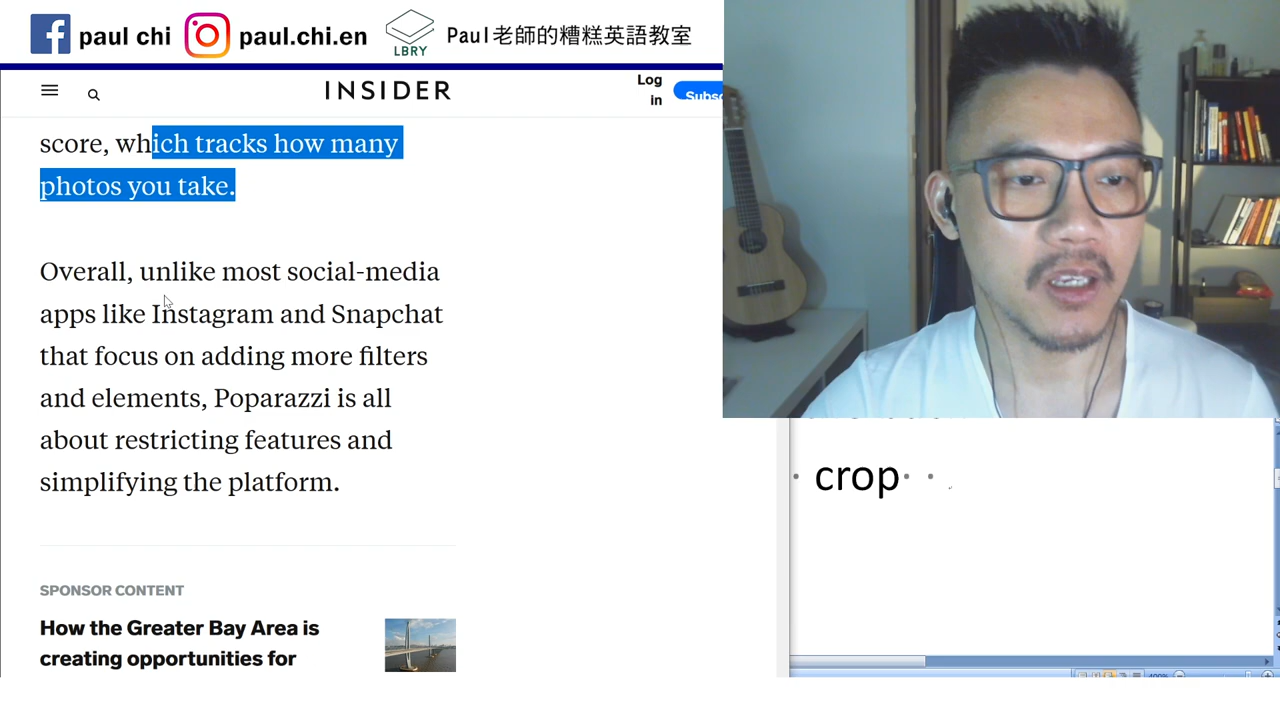 paul chi paul.chi.en LBRY Paul老師的糟糕英語教室
INSIDER
Log in
Subsc
score, which tracks how many
photos you take.
Overall, unlike most social-media
apps like Instagram and Snapchat
that focus on adding more filters
and elements, Poparazzi is all
about restricting features and
simplifying the platform.
SPONSOR CONTENT
How the Greater Bay Area is
creating opportunities for
crop
400%